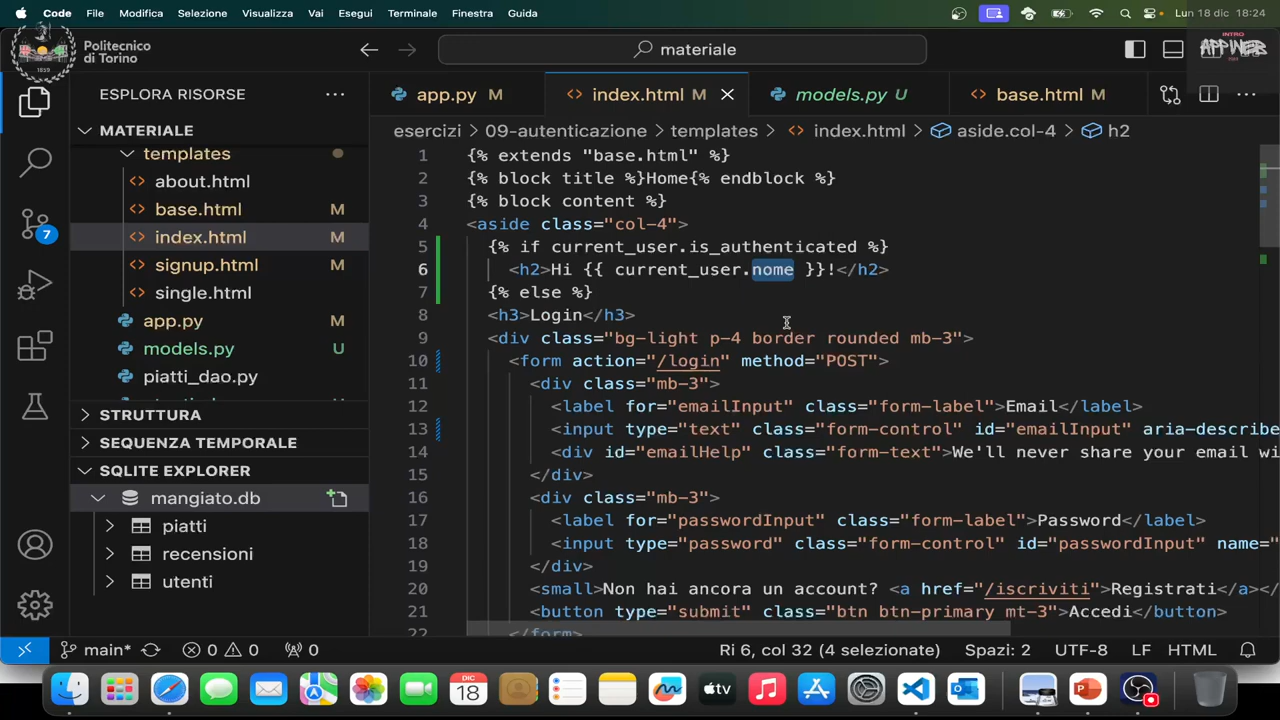 Code File Modifica Selezione Visualizza Vai Esegui Terminale Finestra Guida Lun 18 dic 18:24
Politecnico di Torino
1859
materiale
INTRO
APPWEB
ESPLORA RISORSE
app.py M index.html M models.py U base.html M
MATERIALE
esercizi > 09-autenticazione > templates > index.html > aside.col-4 > h2
templates
about.html
base.html M
index.html M
signup.html M
single.html
app.py M
models.py U
piatti_dao.py
STRUTTURA
SEQUENZA TEMPORALE
SQLITE EXPLORER
mangiato.db
piatti
recensioni
utenti
7
1 {% extends "base.html" %}
2 {% block title %}Home{% endblock %}
3 {% block content %}
4 <aside class="col-4">
5 {% if current_user.is_authenticated %}
6 <h2>Hi {{ current_user.nome }}!</h2>
7 {% else %}
8 <h3>Login</h3>
9 <div class="bg-light p-4 border rounded mb-3">
10 <form action="/login" method="POST">
11 <div class="mb-3">
12 <label for="emailInput" class="form-label">Email</label>
13 <input type="text" class="form-control" id="emailInput" aria-describe
14 <div id="emailHelp" class="form-text">We'll never share your email wi
15 </div>
16 <div class="mb-3">
17 <label for="passwordInput" class="form-label">Password</label>
18 <input type="password" class="form-control" id="passwordInput" name="
19 </div>
20 <small>Non hai ancora un account? <a href="/iscriviti">Registrati</a></
21 <button type="submit" class="btn btn-primary mt-3">Accedi</button>
22 </form>
main* 0 0 0 Ri 6, col 32 (4 selezionate) Spazi: 2 UTF-8 LF HTML
DIC
18
tv